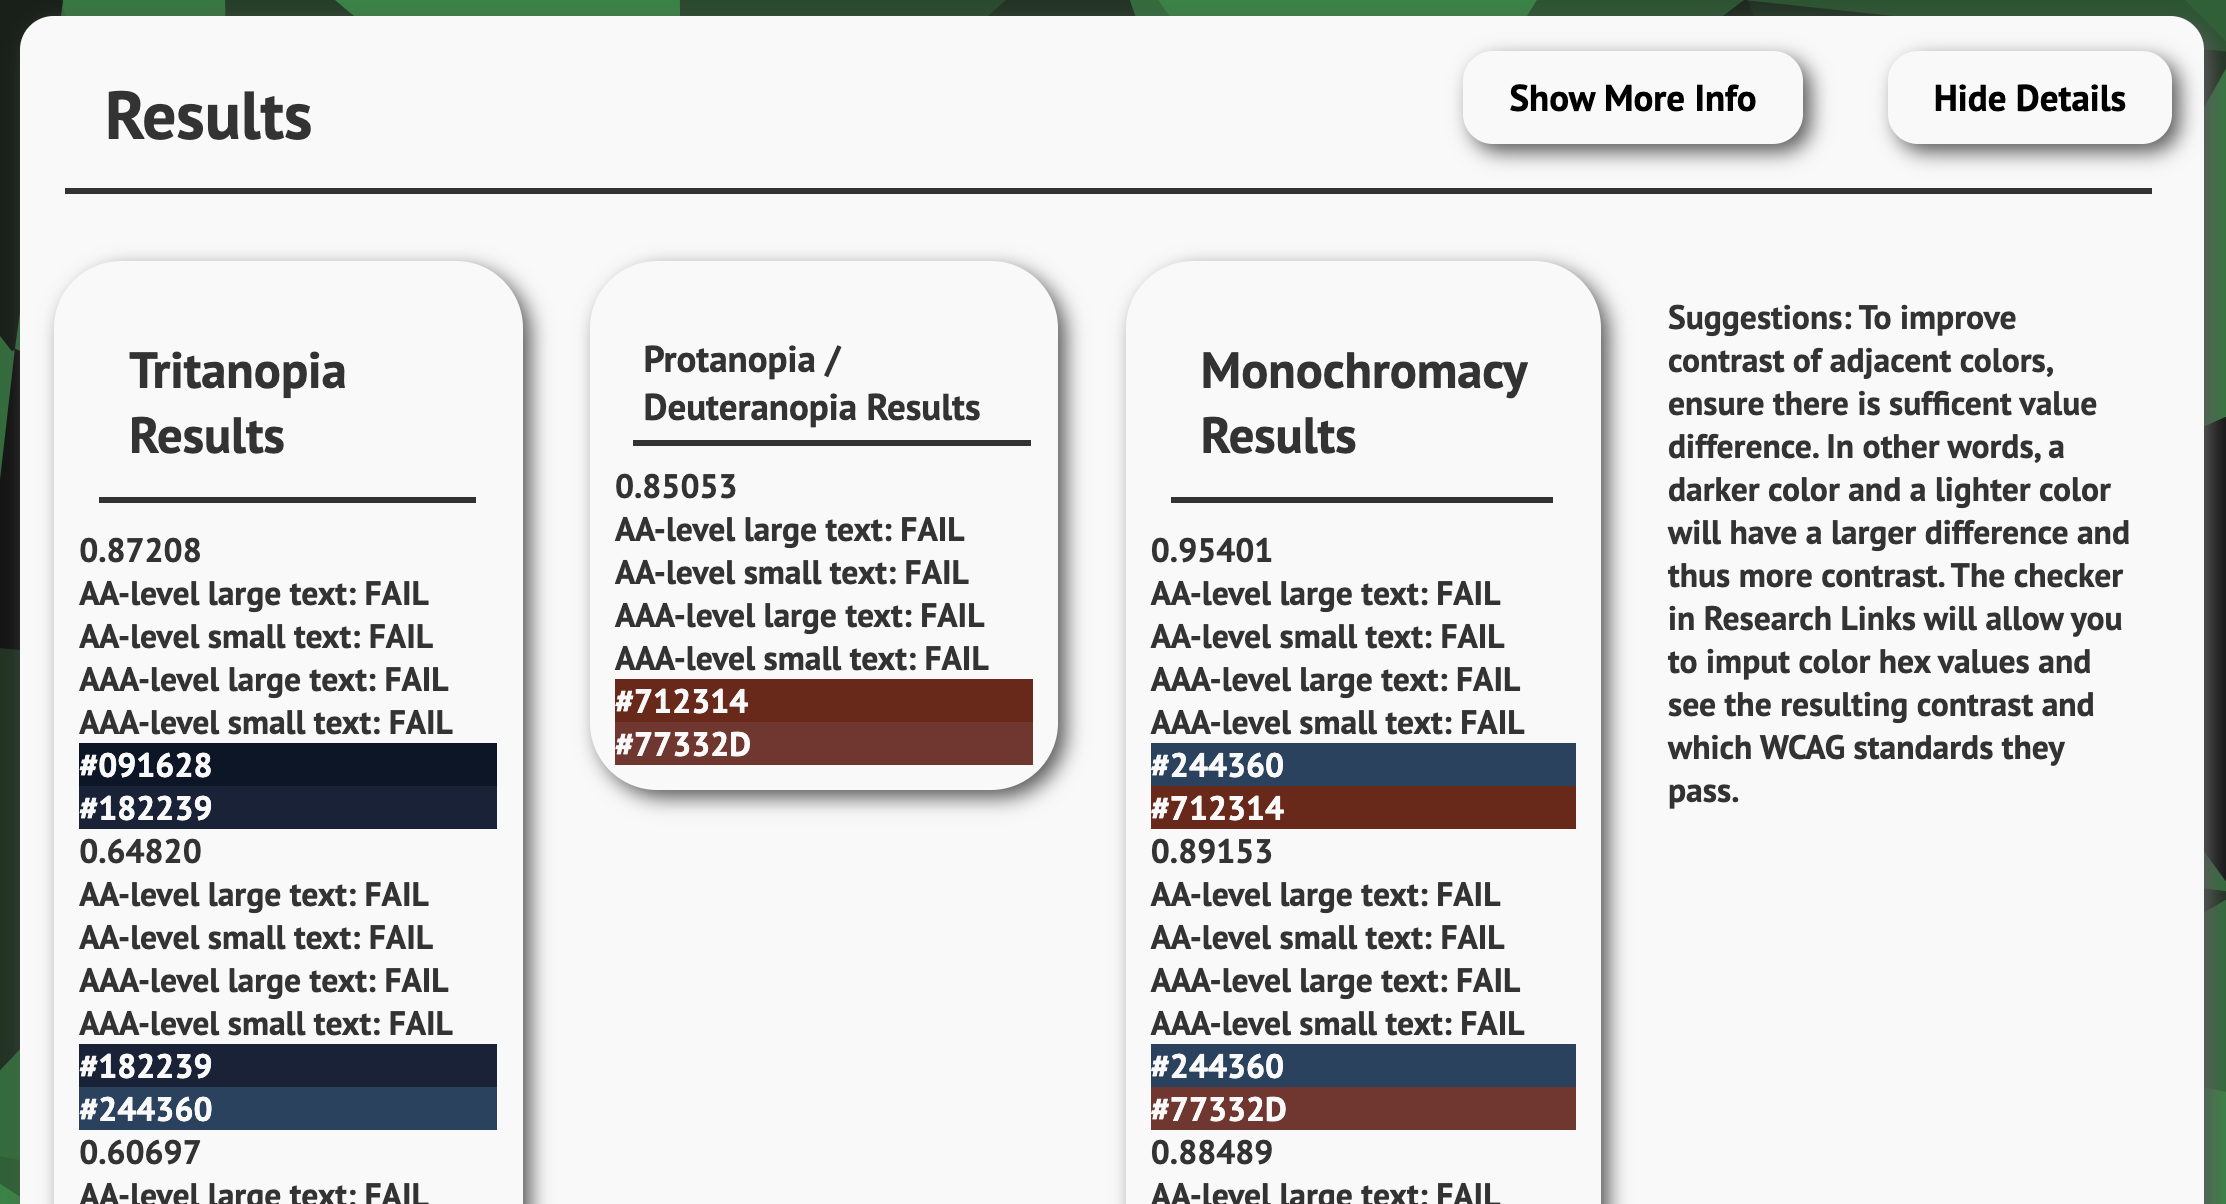 Results
Show More Info
Hide Details
Tritanopia
Results
0.87208
AA-level large text: FAIL
AA-level small text: FAIL
AAA-level large text: FAIL
AAA-level small text: FAIL
#091628
#182239
0.64820
AA-level large text: FAIL
AA-level small text: FAIL
AAA-level large text: FAIL
AAA-level small text: FAIL
#182239
#244360
0.60697
AA-level large text: FAIL
Protanopia /
Deuteranopia Results
0.85053
AA-level large text: FAIL
AA-level small text: FAIL
AAA-level large text: FAIL
AAA-level small text: FAIL
#712314
#77332D
Monochromacy
Results
0.95401
AA-level large text: FAIL
AA-level small text: FAIL
AAA-level large text: FAIL
AAA-level small text: FAIL
#244360
#712314
0.89153
AA-level large text: FAIL
AA-level small text: FAIL
AAA-level large text: FAIL
AAA-level small text: FAIL
#244360
#77332D
0.88489
AA-level large text: FAIL
Suggestions: To improve
contrast of adjacent colors,
ensure there is sufficent value
difference. In other words, a
darker color and a lighter color
will have a larger difference and
thus more contrast. The checker
in Research Links will allow you
to imput color hex values and
see the resulting contrast and
which WCAG standards they
pass.